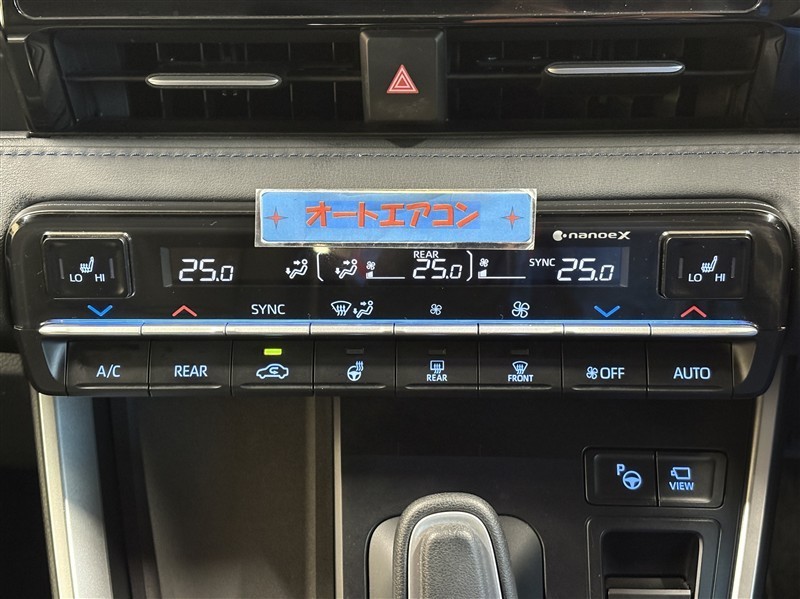 オートエアコン
nanoeX
LO HI
25.0
REAR
25.0
SYNC
25.0
LO HI
SYNC
A/C
REAR
REAR
FRONT
OFF
AUTO
P
VIEW